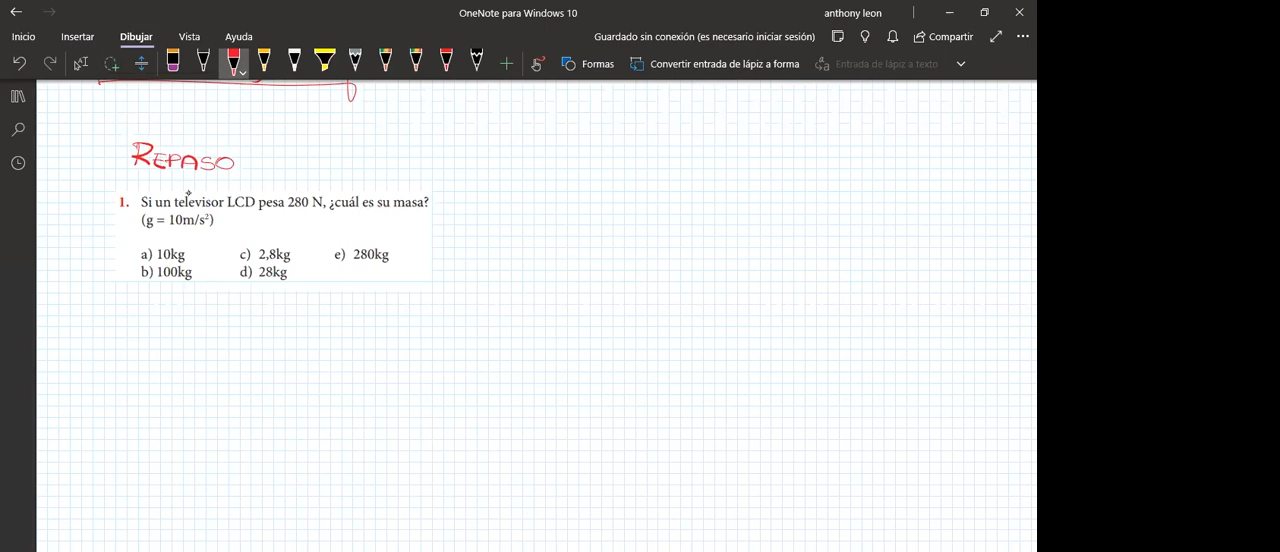 OneNote para Windows 10
anthony leon
Inicio Insertar Dibujar Vista Ayuda
Guardado sin conexión (es necesario iniciar sesión)
Compartir
Formas
Convertir entrada de lápiz a forma
Entrada de lápiz a texto
REPASO
1. Si un televisor LCD pesa 280 N, ¿cuál es su masa?
(g = 10m/s²)
a) 10kg c) 2,8kg e) 280kg
b) 100kg d) 28kg